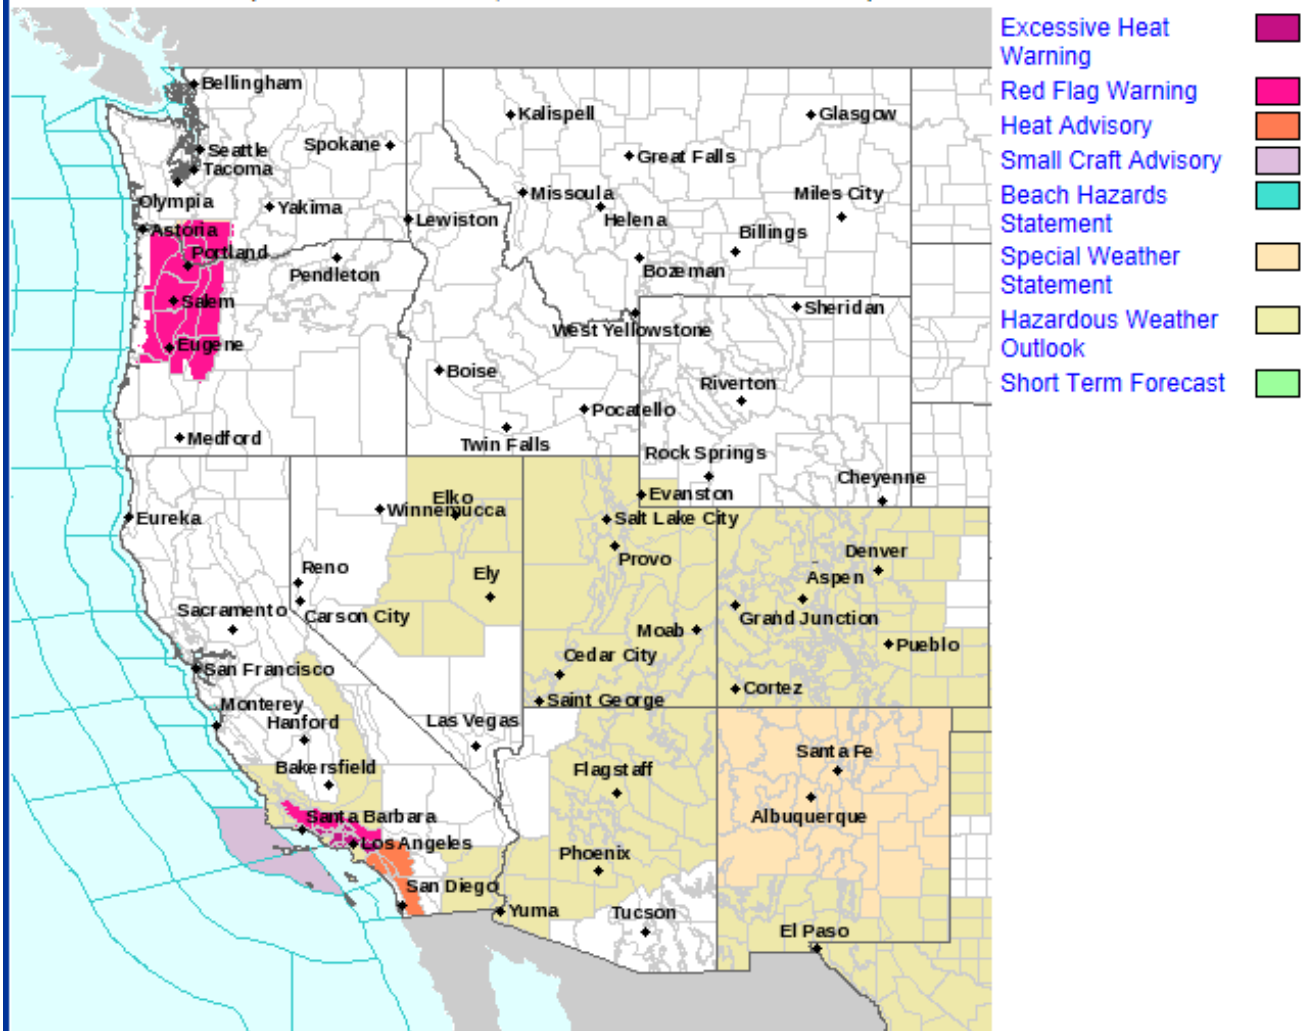 Bellingham
Kalispell
Glasgow
Seattle
Spokane
Great Falls
Tacoma
Missoula
Miles City
Olympia
Yakima
Lewiston
Helena
Astoria
Billings
Portland
Pendleton
Bozeman
Salem
Sheridan
West Yellowstone
Eugene
Boise
Riverton
Pocatello
Medford
Twin Falls
Rock Springs
Cheyenne
Elko
Evanston
Winnemucca
Eureka
Salt Lake City
Provo
Denver
Reno
Ely
Aspen
Sacramento
Carson City
Grand Junction
Moab
Pueblo
Cedar City
San Francisco
Cortez
Saint George
Monterey
Hanford
Las Vegas
Santa Fe
Bakersfield
Flagstaff
Santa Barbara
Albuquerque
Los Angeles
Phoenix
San Diego
Yuma
Tucson
El Paso
Excessive Heat
Warning
Red Flag Warning
Heat Advisory
Small Craft Advisory
Beach Hazards
Statement
Special Weather
Statement
Hazardous Weather
Outlook
Short Term Forecast